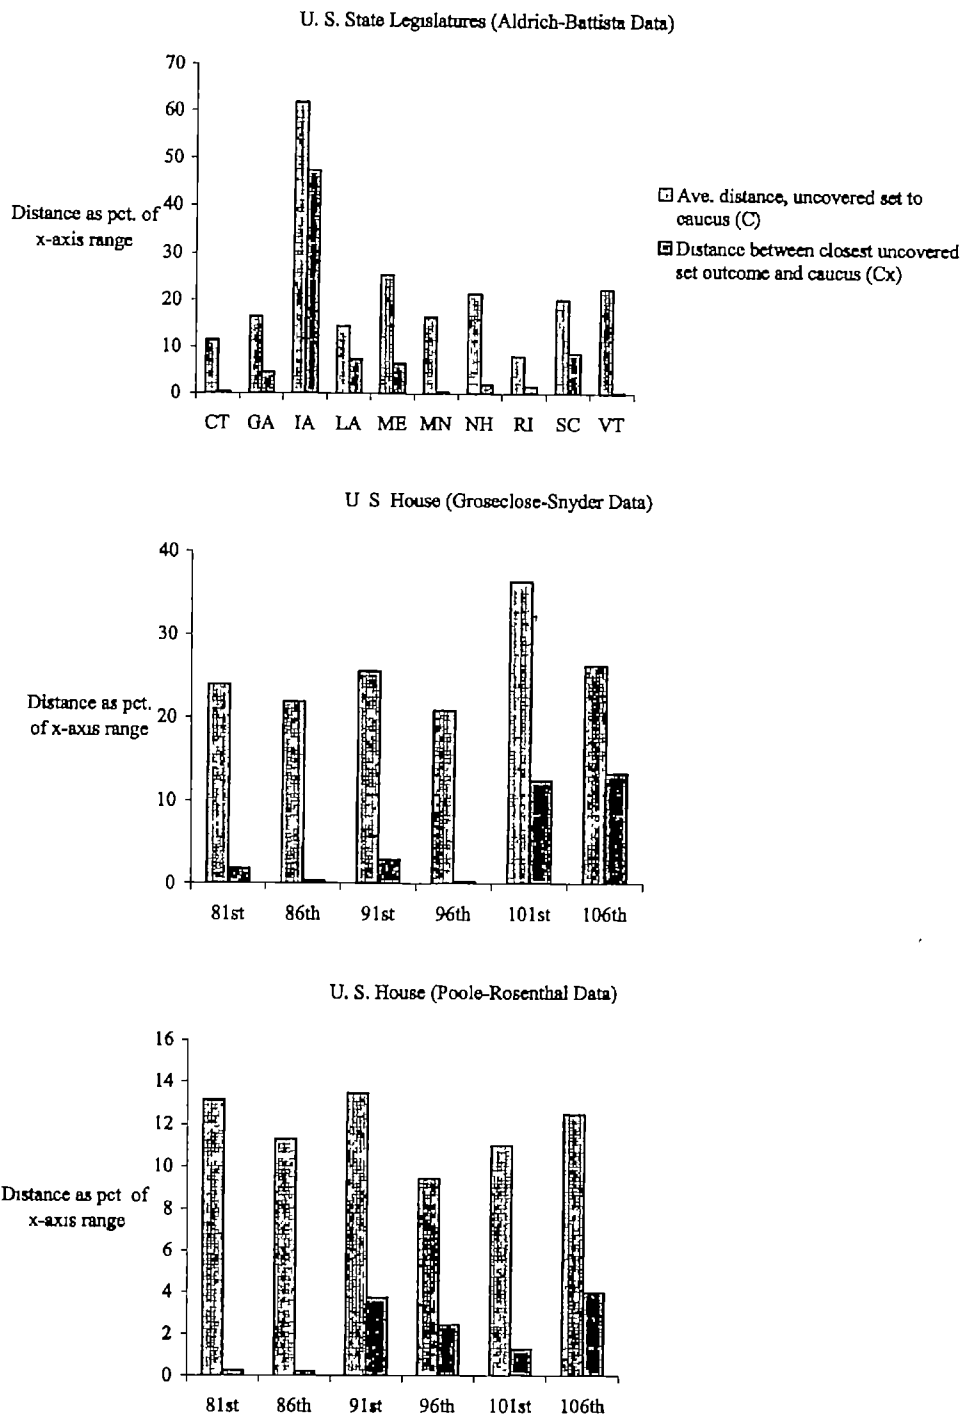 U. S. State Legislatures (Aldrich-Battista Data)
70
60
50
40
30
20
10
0
Distance as pct. of
x-axis range
CT GA IA LA ME MN NH RI SC VT
Ave. distance, uncovered set to
caucus (C)
Distance between closest uncovered
set outcome and caucus (Cx)
U S House (Groseclose-Snyder Data)
40
30
20
10
0
Distance as pct.
of x-axis range
81st 86th 91st 96th 101st 106th
U. S. House (Poole-Rosenthal Data)
16
14
12
10
8
6
4
2
0
Distance as pct of
x-axis range
81st 86th 91st 96th 101st 106th